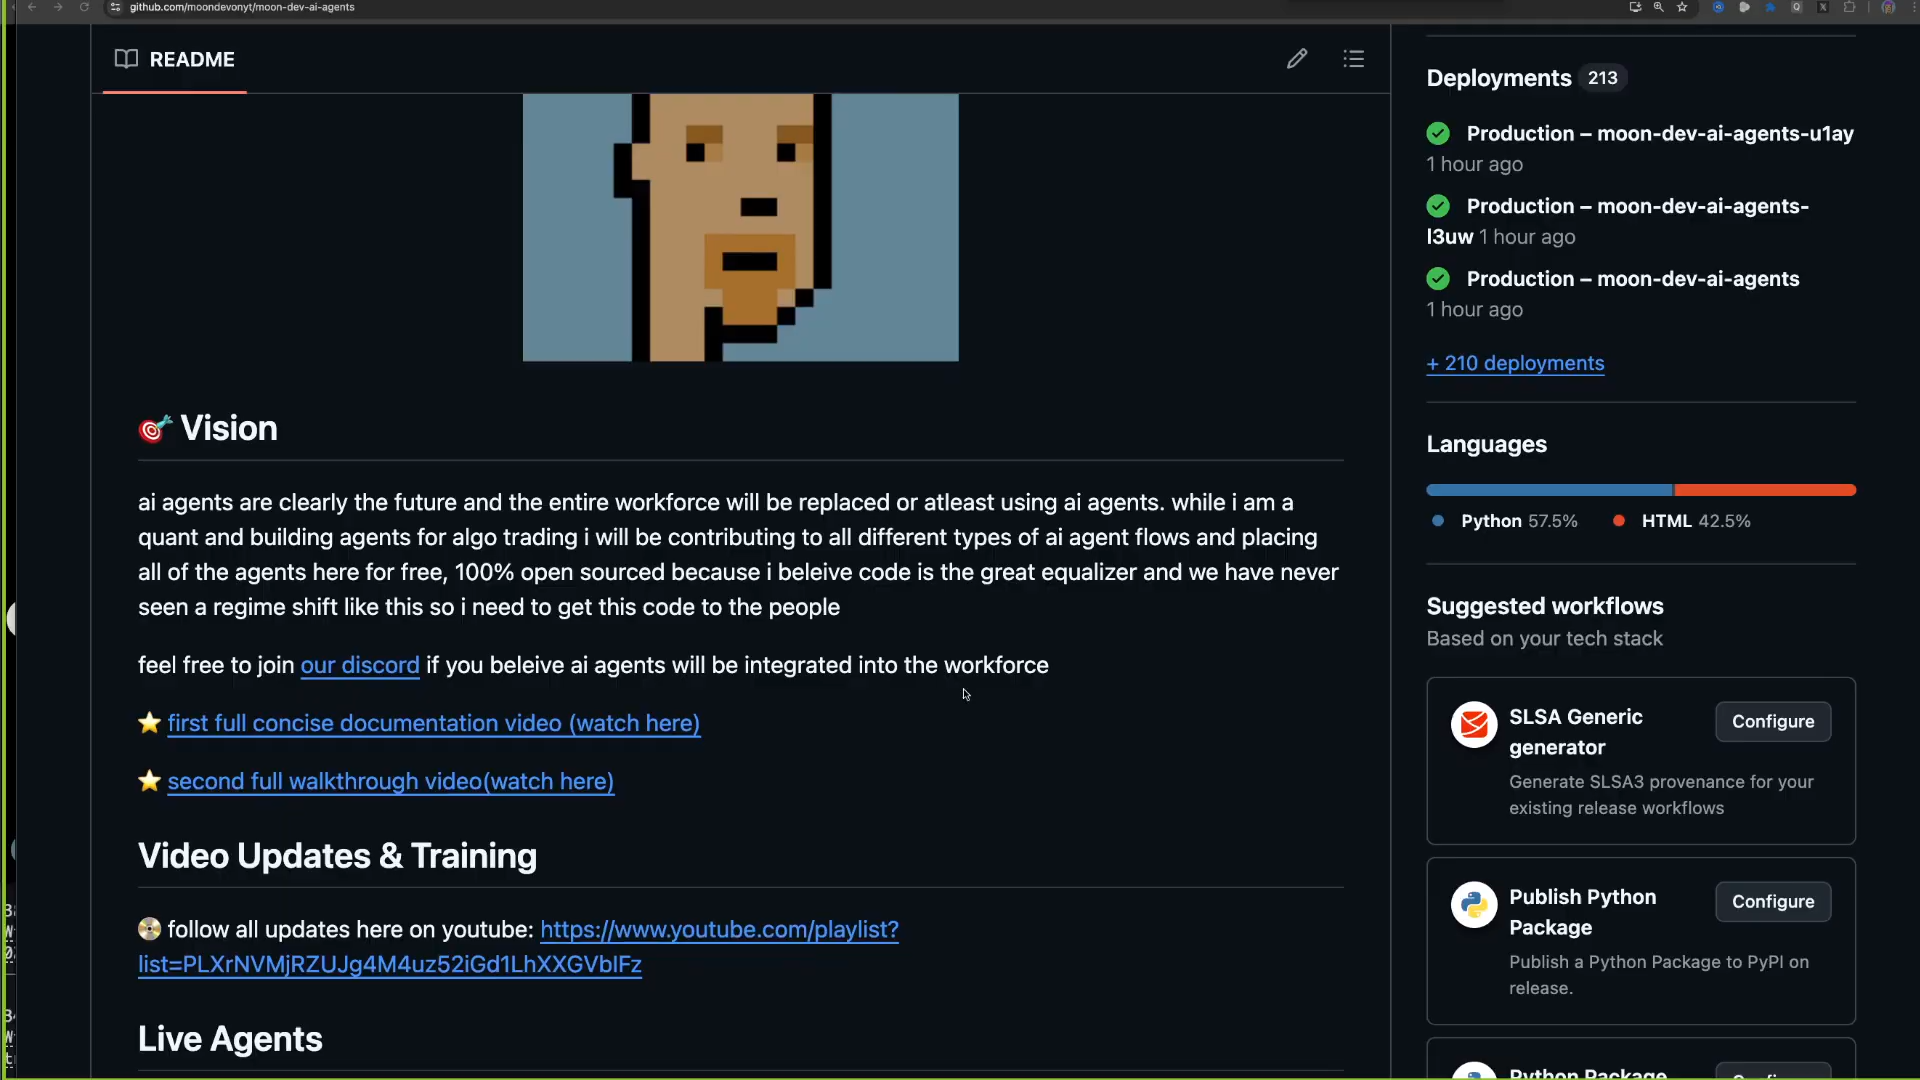 github.com/moondevonyt/moon-dev-ai-agents
README
Vision
ai agents are clearly the future and the entire workforce will be replaced or atleast using ai agents. while i am a
quant and building agents for algo trading i will be contributing to all different types of ai agent flows and placing
all of the agents here for free, 100% open sourced because i beleive code is the great equalizer and we have never
seen a regime shift like this so i need to get this code to the people
feel free to join our discord if you beleive ai agents will be integrated into the workforce
first full concise documentation video (watch here)
second full walkthrough video(watch here)
Video Updates & Training
follow all updates here on youtube: https://www.youtube.com/playlist?
list=PLXrNVMjRZUJg4M4uz52iGd1LhXXGVbIFz
Live Agents
Deployments 213
Production – moon-dev-ai-agents-u1ay
1 hour ago
Production – moon-dev-ai-agents-
l3uw 1 hour ago
Production – moon-dev-ai-agents
1 hour ago
+ 210 deployments
Languages
Python 57.5% HTML 42.5%
Suggested workflows
Based on your tech stack
SLSA Generic
generator
Configure
Generate SLSA3 provenance for your
existing release workflows
Publish Python
Package
Configure
Publish a Python Package to PyPI on
release.
Python Package
Configure